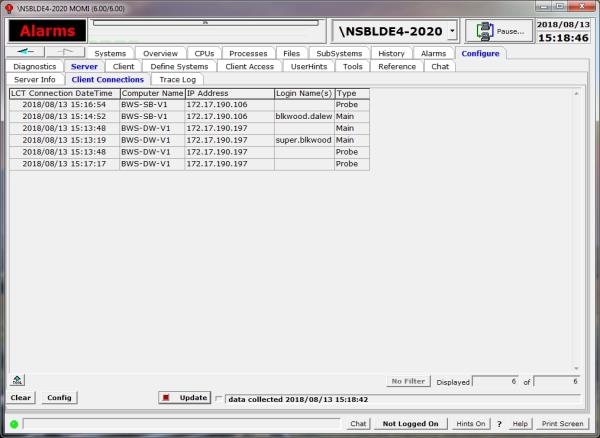 \NSBLDE4-2020 MOMI (6.00/6.00)
Alarms
\NSBLDE4-2020
Pause...
2018/08/13
15:18:46
Systems Overview CPUs Processes Files SubSystems History Alarms Configure
Diagnostics Server Client Define Systems Client Access UserHints Tools Reference Chat
Server Info Client Connections Trace Log
LCT Connection DateTime Computer Name IP Address Login Name(s) Type
2018/08/13 15:16:54 BWS-SB-V1 172.17.190.106 Probe
2018/08/13 15:14:52 BWS-SB-V1 172.17.190.106 blkwood.dalew Main
2018/08/13 15:13:48 BWS-DW-V1 172.17.190.197 Main
2018/08/13 15:13:19 BWS-DW-V1 172.17.190.197 super.blkwood Main
2018/08/13 15:13:48 BWS-DW-V1 172.17.190.197 Probe
2018/08/13 15:17:17 BWS-DW-V1 172.17.190.197 Probe
No Filter Displayed 6 of 6
Clear Config Update data collected 2018/08/13 15:18:42
Chat Not Logged On Hints On ? Help Print Screen